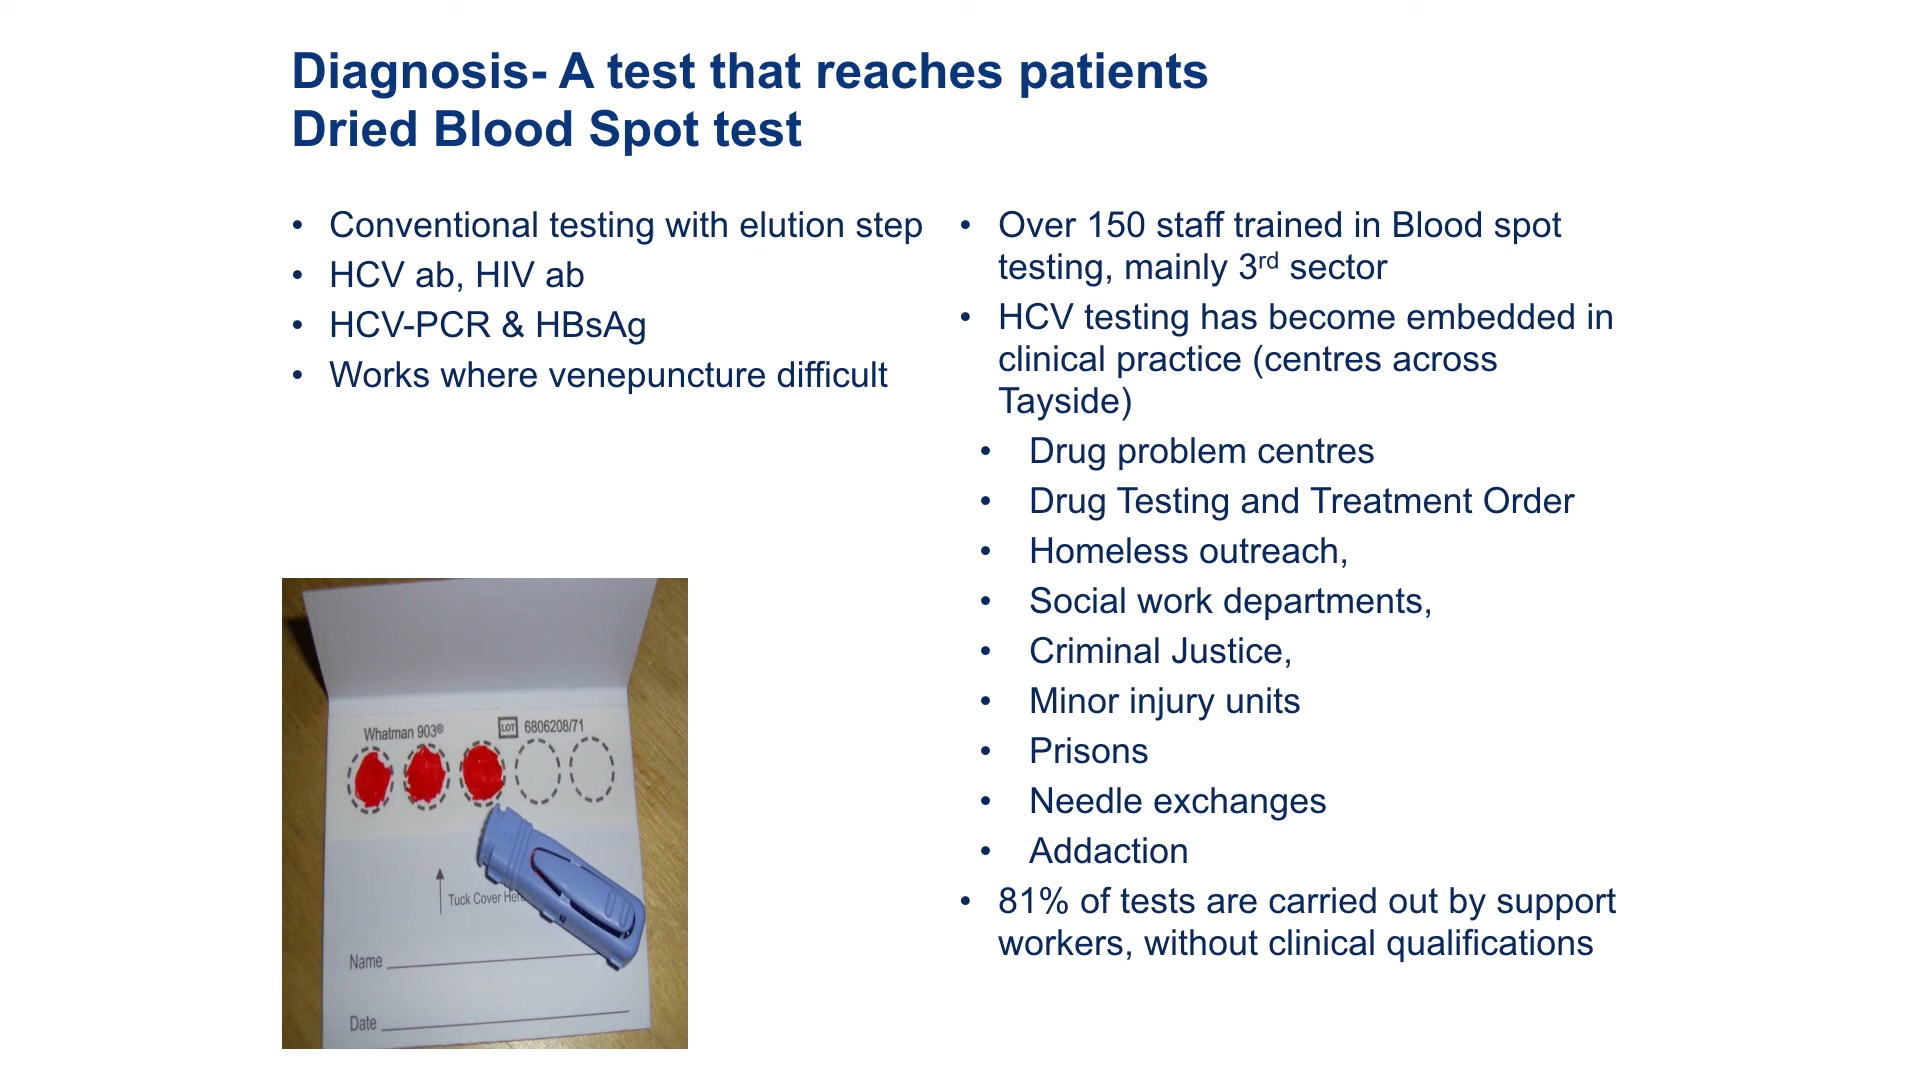 Diagnosis- A test that reaches patients
Dried Blood Spot test
• Conventional testing with elution step
• HCV ab, HIV ab
• HCV-PCR & HBsAg
• Works where venepuncture difficult
• Over 150 staff trained in Blood spot
testing, mainly 3rd sector
• HCV testing has become embedded in
clinical practice (centres across
Tayside)
• Drug problem centres
• Drug Testing and Treatment Order
• Homeless outreach,
• Social work departments,
• Criminal Justice,
• Minor injury units
• Prisons
• Needle exchanges
• Addaction
• 81% of tests are carried out by support
workers, without clinical qualifications
Whatman 903® LOT 6806208/71
Tuck Cover Here
Name
Date